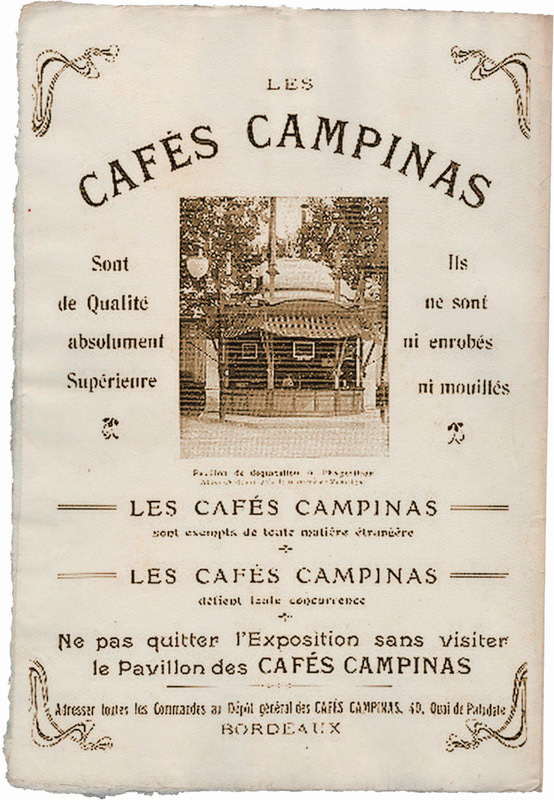 LES
CAFÉS CAMPINAS
Sont
de Qualité
absolument
Supérieure
Ils
ne sont
ni enrobés
ni mouillés
Pavillon de dégustation à l'Exposition
LES CAFÉS CAMPINAS
sont exempts de toute matière étrangère
LES CAFÉS CAMPINAS
défient toute concurrence
Ne pas quitter l'Exposition sans visiter
le Pavillon des CAFÉS CAMPINAS
Adresser toutes les Commandes au Dépôt général des CAFÉS CAMPINAS, 40, Quai de
BORDEAUX